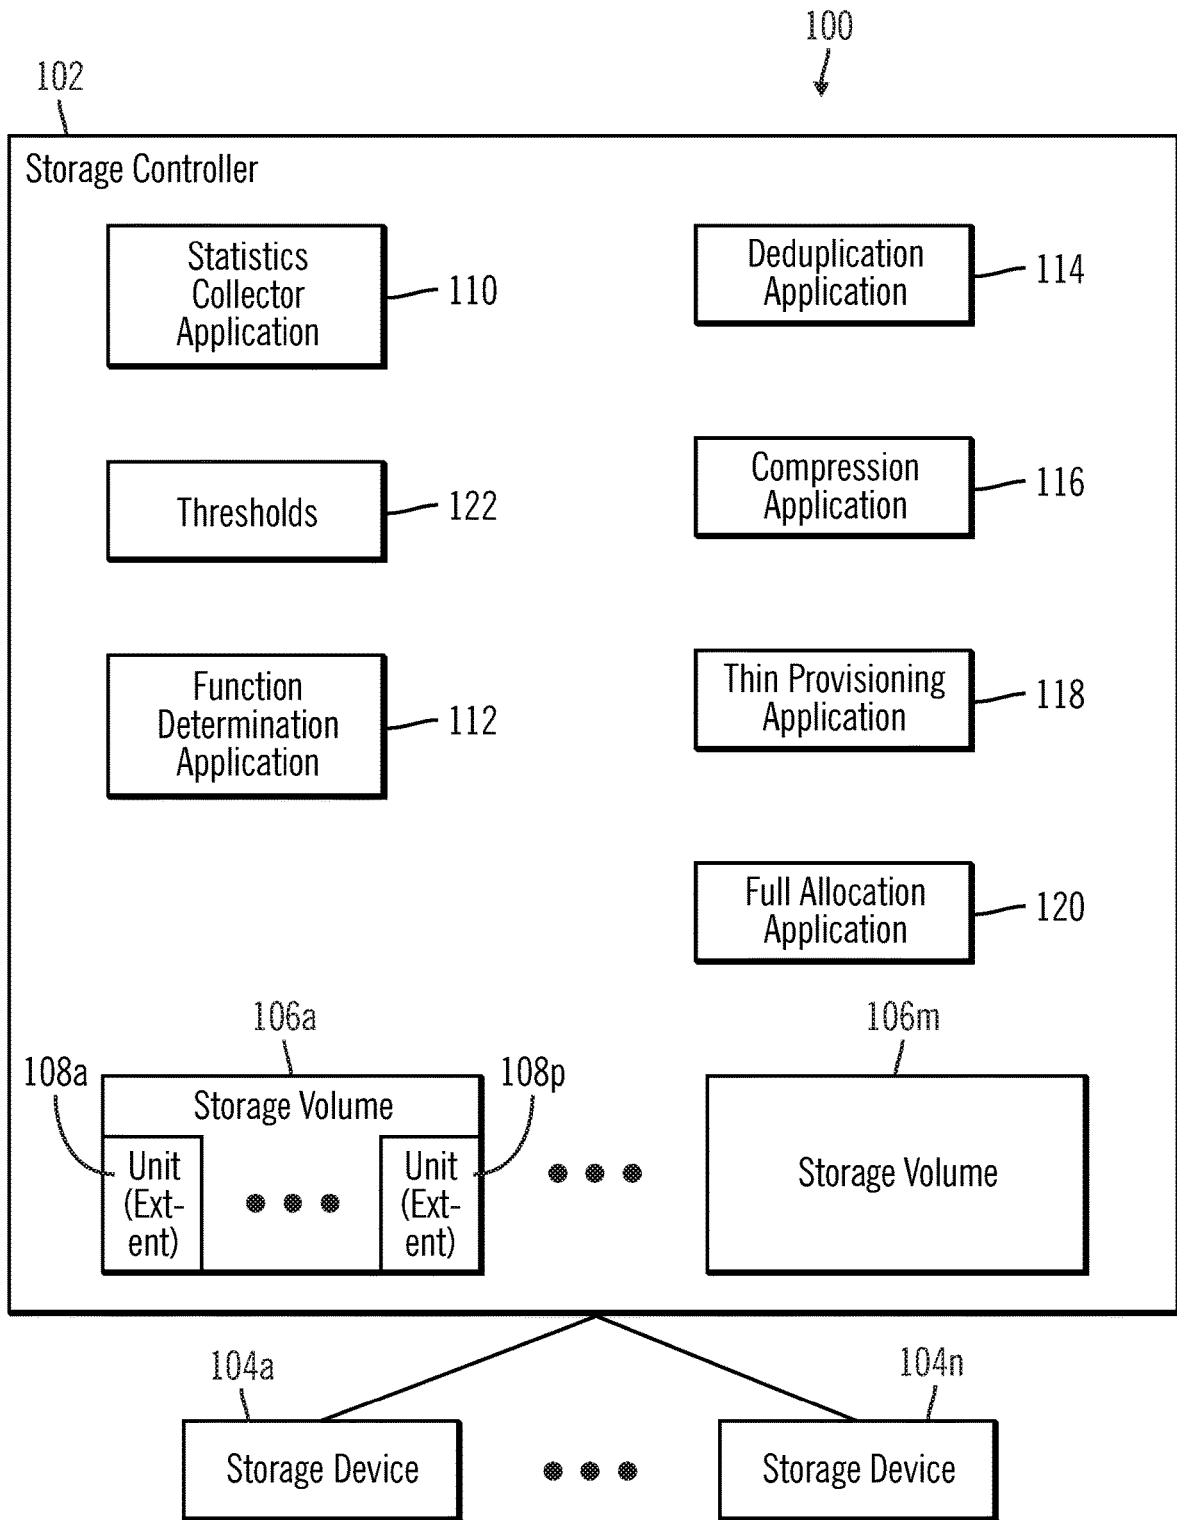 100
102
Storage Controller
Statistics
Collector
Application
110
Deduplication
Application
114
Thresholds
122
Compression
Application
116
Function
Determination
Application
112
Thin Provisioning
Application
118
Full Allocation
Application
120
106a
106m
108a
108p
Storage Volume
Unit
(Ext-
ent)
Unit
(Ext-
ent)
Storage Volume
104a
104n
Storage Device
Storage Device